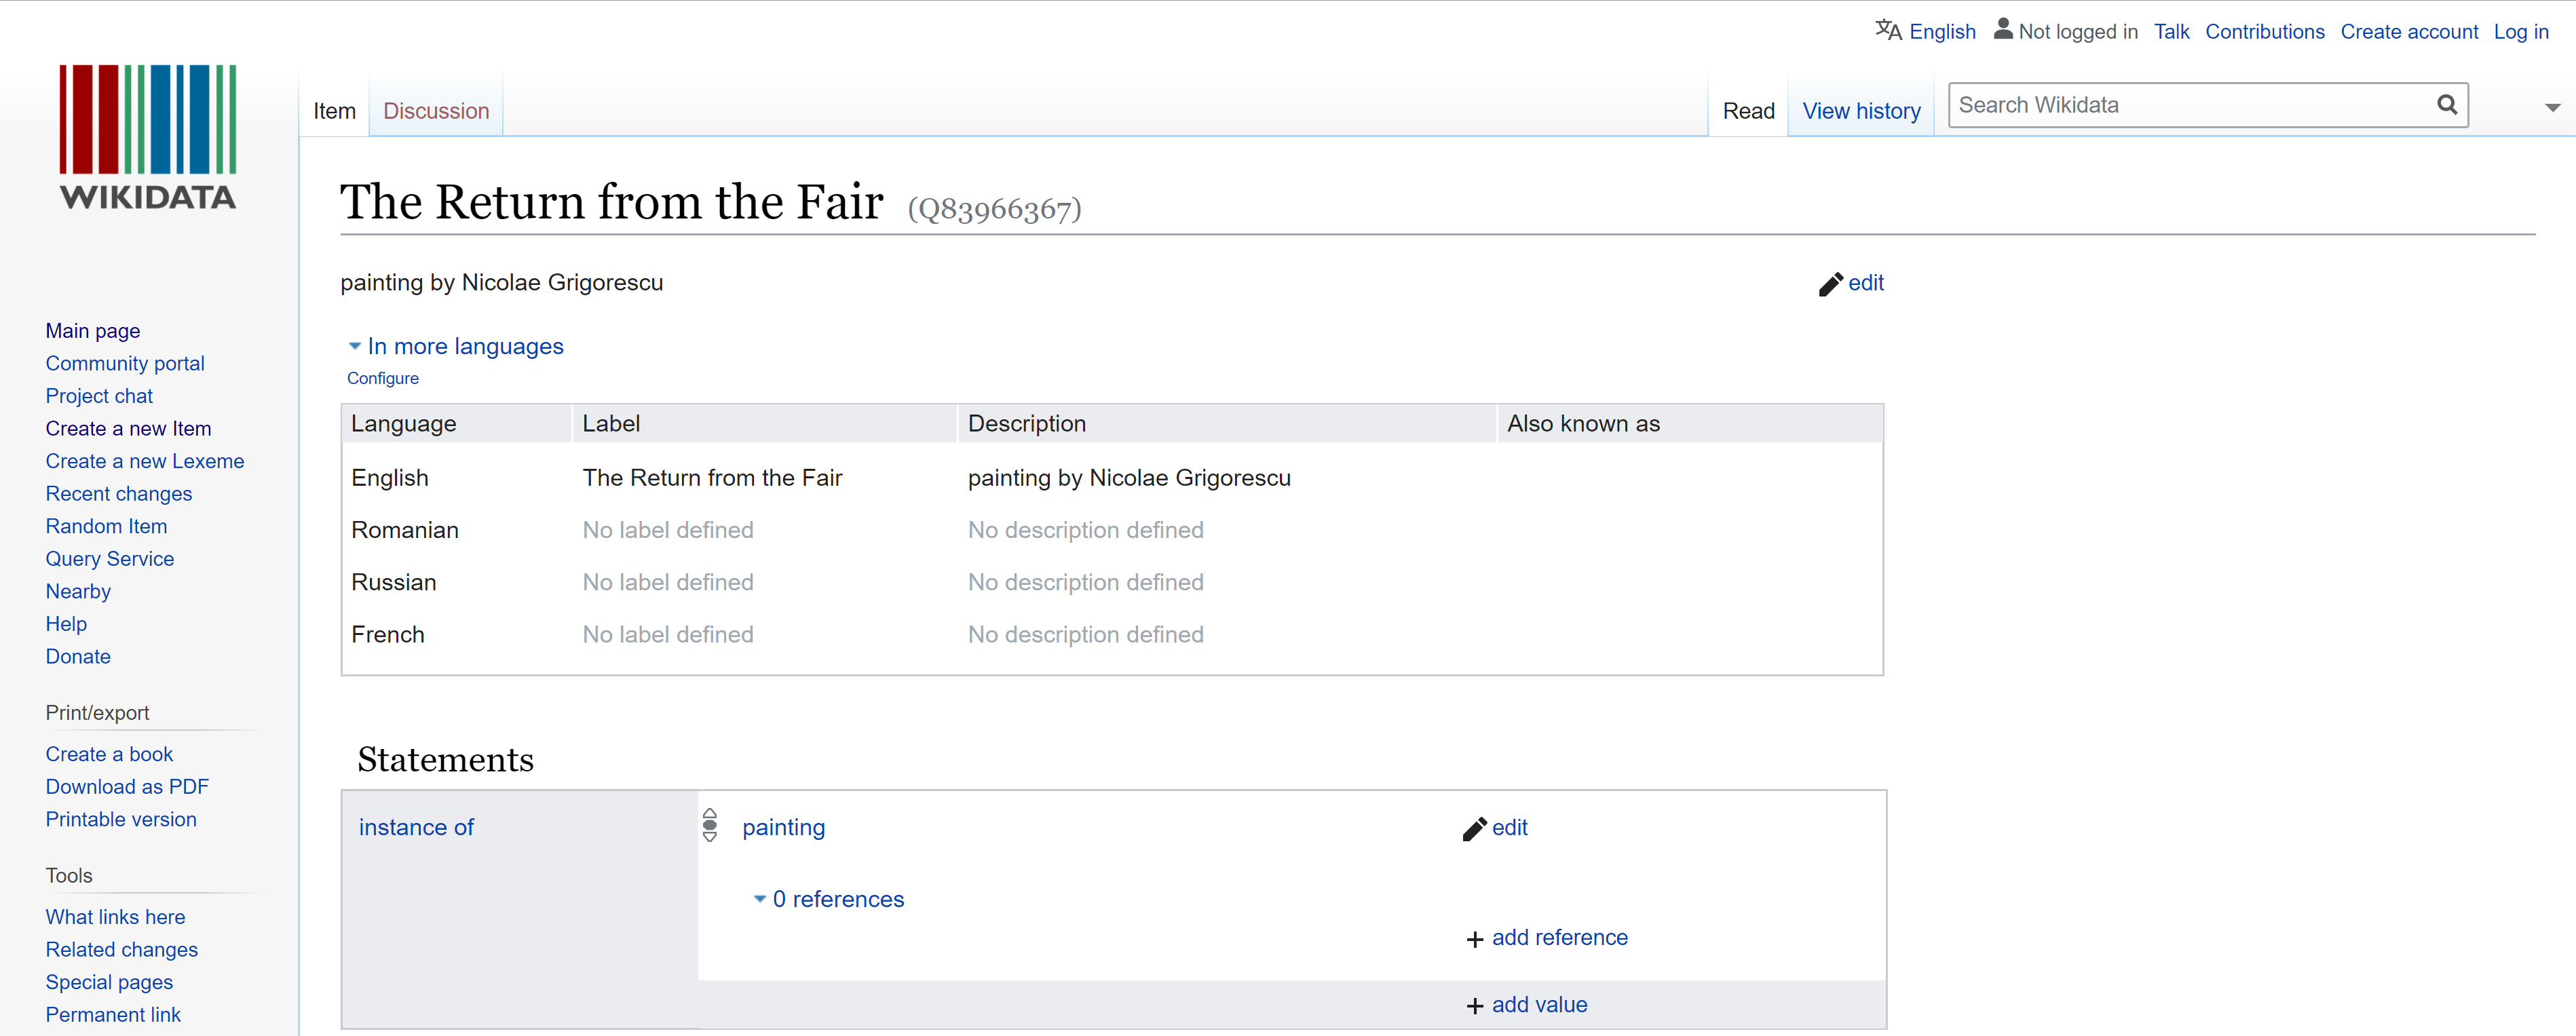 English Not logged in Talk Contributions Create account Log in
WIKIDATA
Item Discussion Read View history Search Wikidata
The Return from the Fair (Q83966367)
painting by Nicolae Grigorescu edit
In more languages
Configure
Language Label Description Also known as
English The Return from the Fair painting by Nicolae Grigorescu
Romanian No label defined No description defined
Russian No label defined No description defined
French No label defined No description defined
Statements
instance of painting edit
0 references
add reference
add value
Main page
Community portal
Project chat
Create a new Item
Create a new Lexeme
Recent changes
Random Item
Query Service
Nearby
Help
Donate
Print/export
Create a book
Download as PDF
Printable version
Tools
What links here
Related changes
Special pages
Permanent link